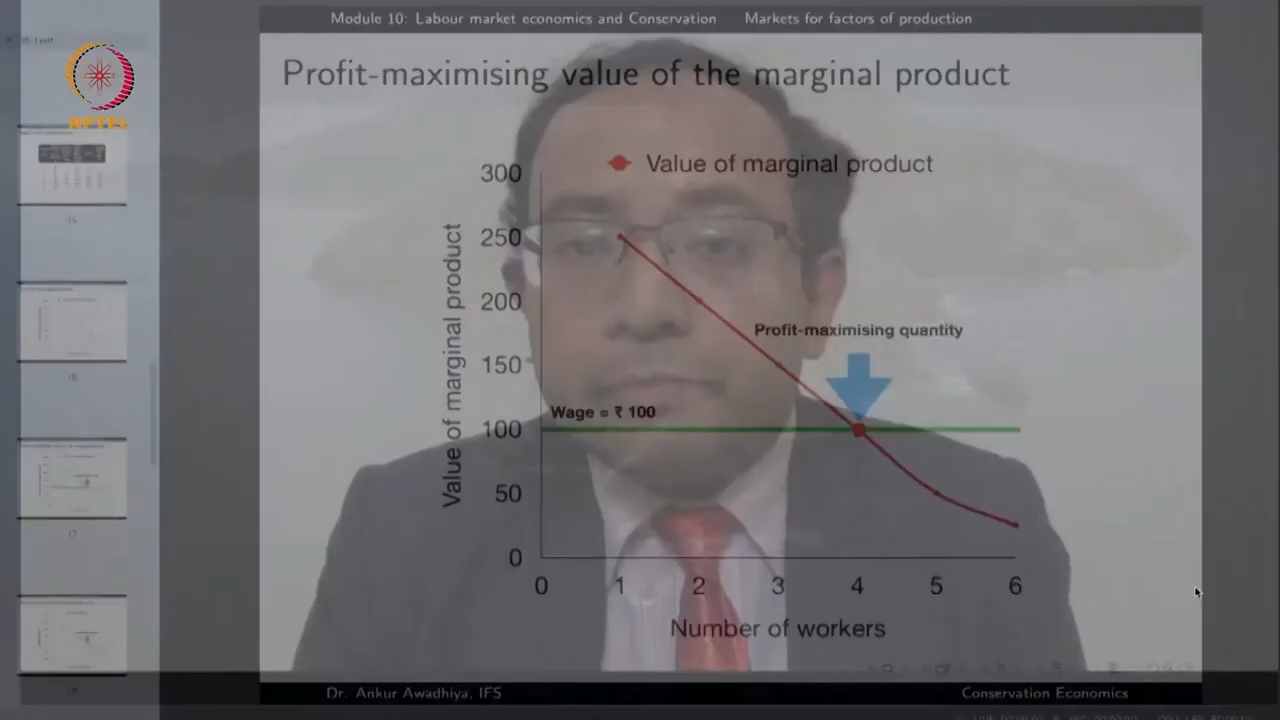 Module 10: Labour market economics and Conservation Markets for factors of production
NPTEL
Profit-maximising value of the marginal product
Value of marginal product
300
250
200
150
100
50
0
Value of marginal product
Profit-maximising quantity
Wage = ₹ 100
0 1 2 3 4 5 6
Number of workers
15
17
Dr. Ankur Awadhiya, IFS Conservation Economics